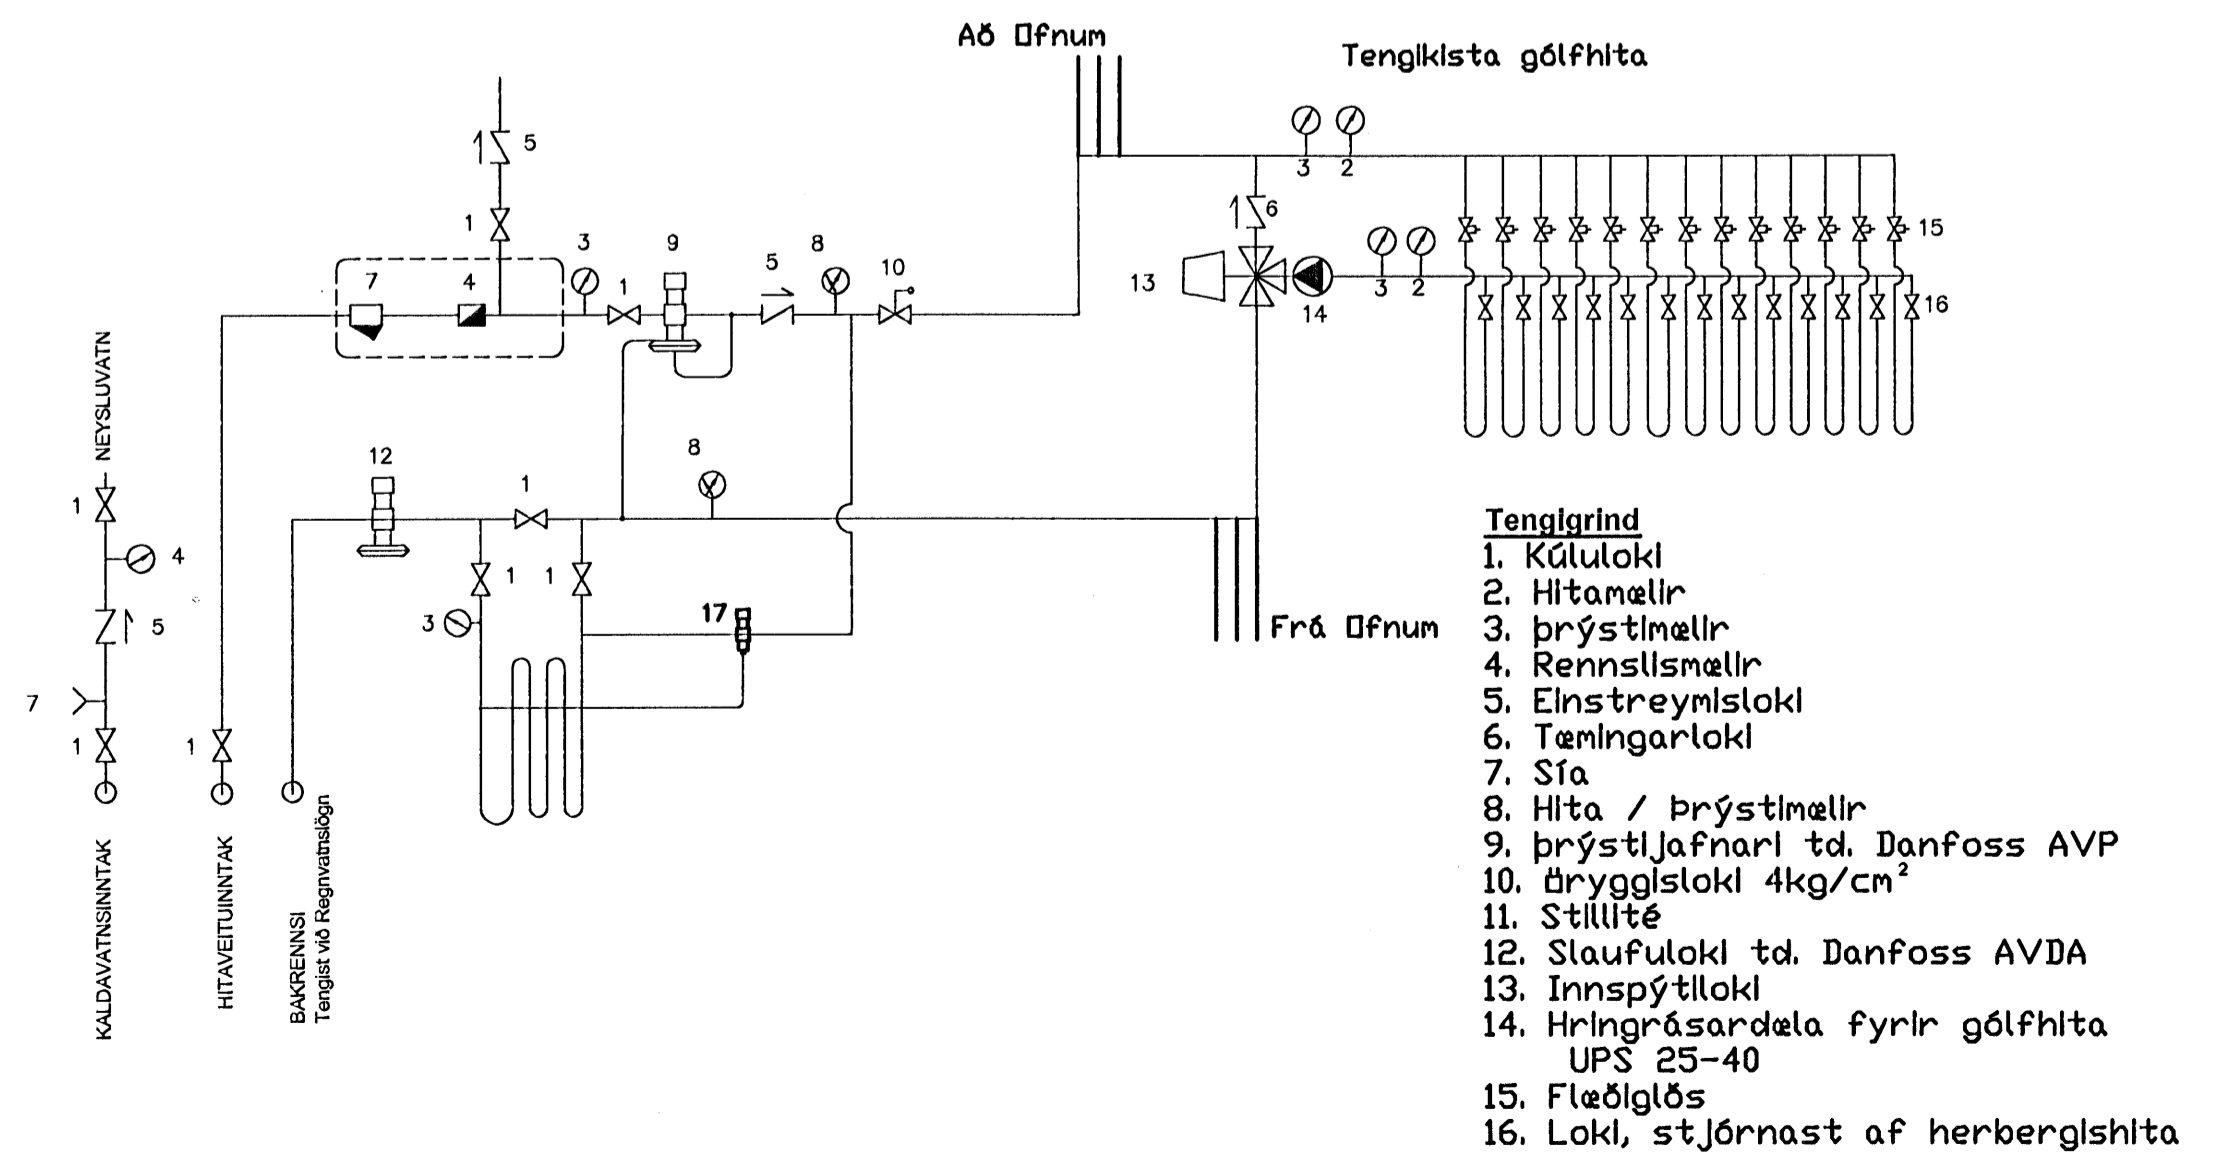 Að Ofnum
Tengikista gólfhita
5
1
3
9
8
5
10
7
4
1
6
3
2
13
14
3
2
15
16
NEYSLUVATN
1
4
5
7
1
1
12
1
8
1
1
3
17
Frá Ofnum
KALDAVATNSINNTAK
HITAVEITUINNTAK
BAKRENNSI
Tengist við Regnvatnslögn
Tengigrind
1. Kúluloki
2. Hitamælir
3. þrýstimælir
4. Rennslismælir
5. Einstreymisloki
6. Tæmingarloki
7. Sía
8. Hita / Þrýstimælir
9. þrýstijafnari td. Danfoss AVP
10. öryggisloki 4kg/cm²
11. Stillité
12. Slaufuloki td. Danfoss AVDA
13. Innspýtiloki
14. Hringrásardæla fyrir gólfhita
UPS 25-40
15. Flæðiglös
16. Loki, stjórnast af herbergishita